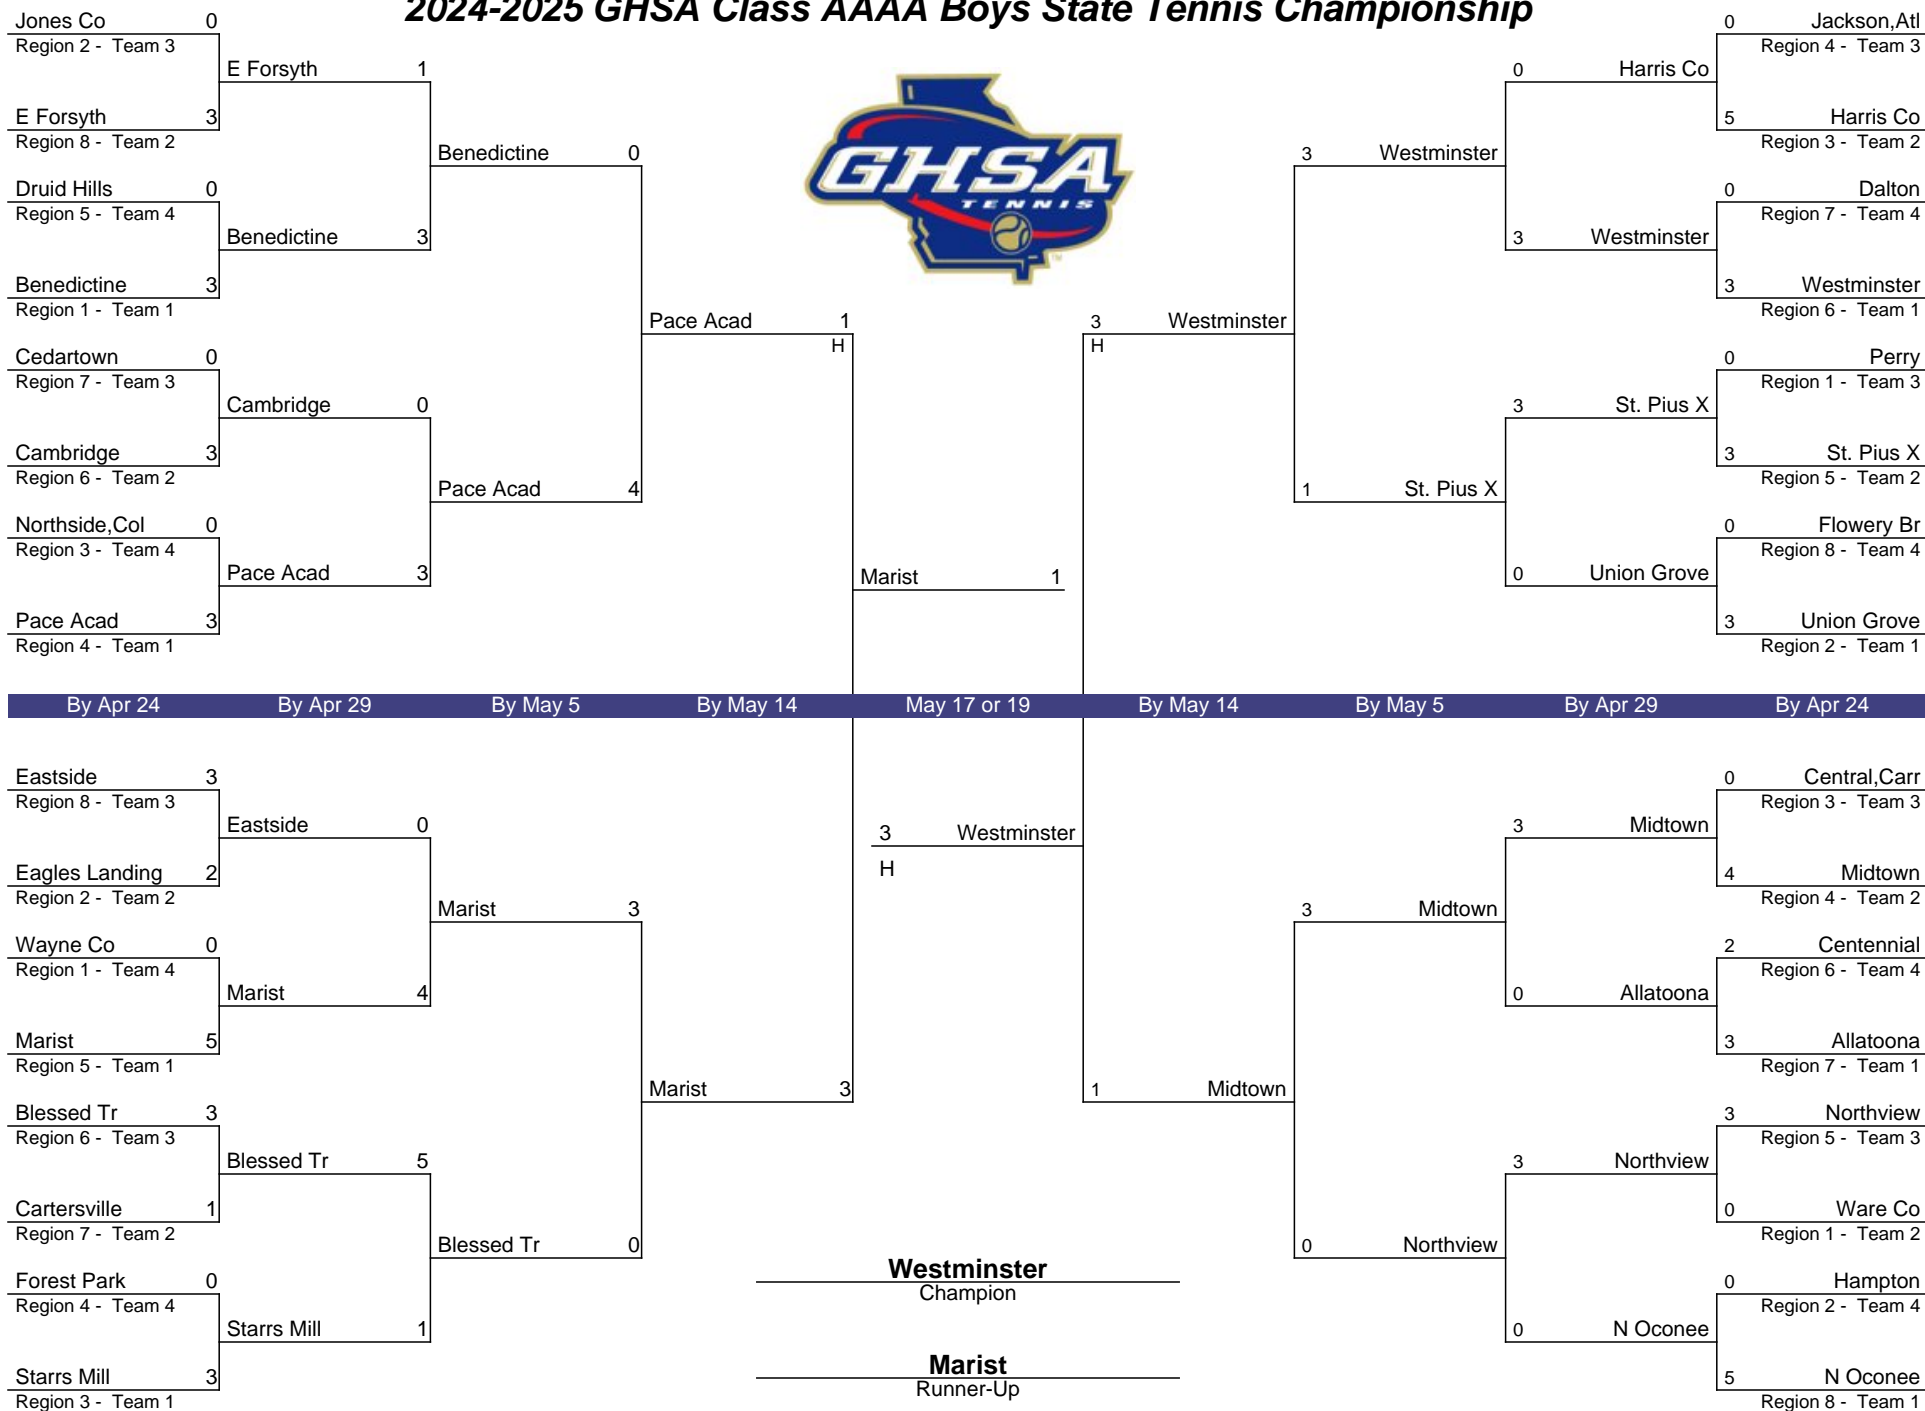 2024-2025 GHSA Class AAAA Boys State Tennis Championship
Jones Co 0
Region 2 - Team 3
E Forsyth 1
E Forsyth 3
Region 8 - Team 2
Benedictine 0
Druid Hills 0
Region 5 - Team 4
Benedictine 3
Benedictine 3
Region 1 - Team 1
Pace Acad 1
H
Cedartown 0
Region 7 - Team 3
Cambridge 0
Cambridge 3
Region 6 - Team 2
Pace Acad 4
Northside,Col 0
Region 3 - Team 4
Pace Acad 3
Pace Acad 3
Region 4 - Team 1
Marist 1
GHSA
TENNIS
TM
0 Jackson,Atl
Region 4 - Team 3
0 Harris Co
5 Harris Co
Region 3 - Team 2
3 Westminster
0 Dalton
Region 7 - Team 4
3 Westminster
3 Westminster
Region 6 - Team 1
3 Westminster
H
0 Perry
Region 1 - Team 3
3 St. Pius X
3 St. Pius X
Region 5 - Team 2
1 St. Pius X
0 Flowery Br
Region 8 - Team 4
0 Union Grove
3 Union Grove
Region 2 - Team 1
By Apr 24 By Apr 29 By May 5 By May 14 May 17 or 19 By May 14 By May 5 By Apr 29 By Apr 24
Eastside 3
Region 8 - Team 3
Eastside 0
Eagles Landing 2
Region 2 - Team 2
Marist 3
Wayne Co 0
Region 1 - Team 4
Marist 4
Marist 5
Region 5 - Team 1
Marist 3
Blessed Tr 3
Region 6 - Team 3
Blessed Tr 5
Cartersville 1
Region 7 - Team 2
Blessed Tr 0
Forest Park 0
Region 4 - Team 4
Starrs Mill 1
Starrs Mill 3
Region 3 - Team 1
3 Westminster
H
0 Central,Carr
Region 3 - Team 3
3 Midtown
4 Midtown
Region 4 - Team 2
3 Midtown
2 Centennial
Region 6 - Team 4
0 Allatoona
3 Allatoona
Region 7 - Team 1
1 Midtown
3 Northview
Region 5 - Team 3
3 Northview
0 Ware Co
Region 1 - Team 2
0 Northview
0 Hampton
Region 2 - Team 4
0 N Oconee
5 N Oconee
Region 8 - Team 1
Westminster
Champion
Marist
Runner-Up